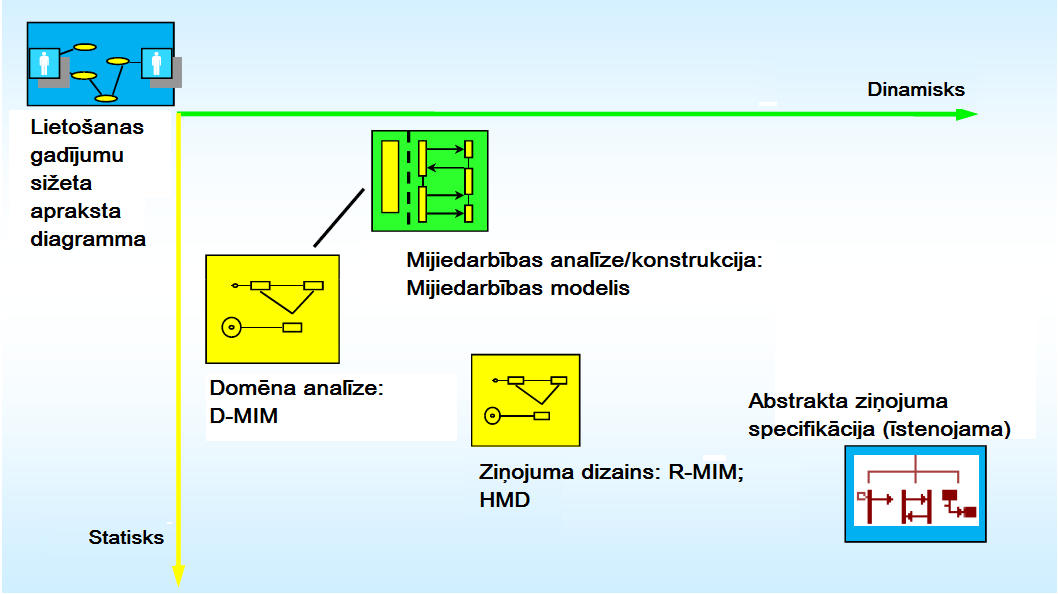 Dinamisks
Lietošanas
gadījumu
sižeta
apraksta
diagramma
Mijiedarbības analīze/konstrukcija:
Mijiedarbības modelis
Domēna analīze:
D-MIM
Abstrakta ziņojuma
specifikācija (īstenojama)
Ziņojuma dizains: R-MIM;
HMD
Statisks